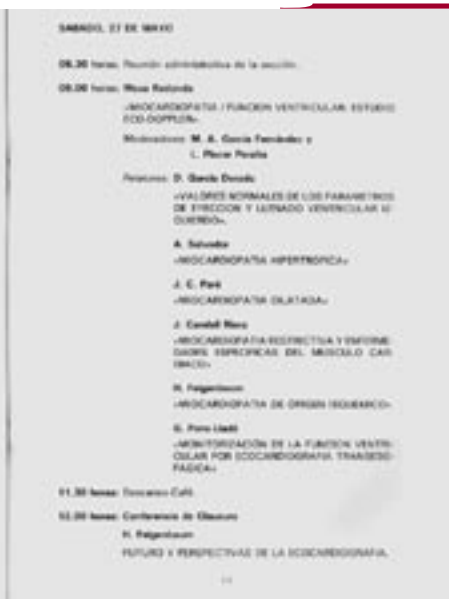 SABADO, 27 DE MAYO
08,30 horas: Reunión administrativa de la sección.
09,00 horas: Mesa Redonda
«MIOCARDIOPATIA / FUNCION VENTRICULAR: ESTUDIO
ECO-DOPPLER».
Moderadores: M. A. García Fernández y
L. Peralta
Ponentes: D. García Dorado
«VALORES NORMALES DE LOS PARAMETROS
DE EYECCION Y LLENADO VENTRICULAR IZ-
QUIERDO».
A. Salvador
«MIOCARDIOPATIA HIPERTROFICA»
J. C. Paré
«MIOCARDIOPATIA DILATADA»
J. Candell Riera
«MIOCARDIOPATIA RESTRICTIVA Y ENFERME-
DADES ESPECIFICAS DEL MUSCULO CAR-
DIACO»
H. Feigenbaum
«MIOCARDIOPATIA DE ORIGEN ISQUEMICO»
G. Pons Lladó
«MONITORIZACIÓN DE LA FUNCION VENTRI-
CULAR POR ECOCARDIOGRAFIA TRANSESO-
FAGICA»
11,30 horas: Descanso-Café.
12,00 horas: Conferencia de Clausura
H. Feigenbaum
FUTURO Y PERSPECTIVAS DE LA ECOCARDIOGRAFIA.